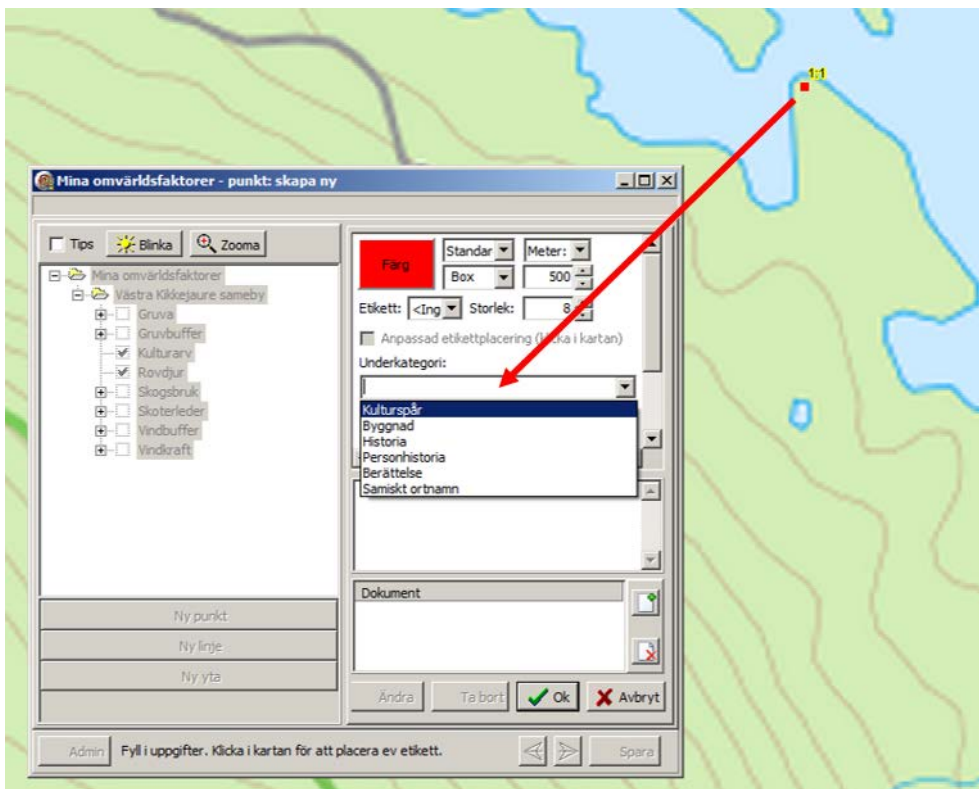 1:1
Mina omvärldsfaktorer - punkt: skapa ny
Tips Blinka Zooma
Mina omvärldsfaktorer
Västra Kikkejaure sameby
Gruva
Gruvbuffer
Kulturarv
Rovdjur
Skogsbruk
Skoterleder
Vindbuffer
Vindkraft
Ny punkt
Ny linje
Ny yta
Färg Standar Meter:
Box 500
Etikett: <Ing Storlek: 8
Anpassad etikettplacering (klicka i kartan)
Underkategori:
Kulturspår
Byggnad
Historia
Personhistoria
Berättelse
Samiskt ortnamn
Dokument
Ändra Ta bort Ok Avbryt
Admin Fyll i uppgifter. Klicka i kartan för att placera ev etikett. Spara